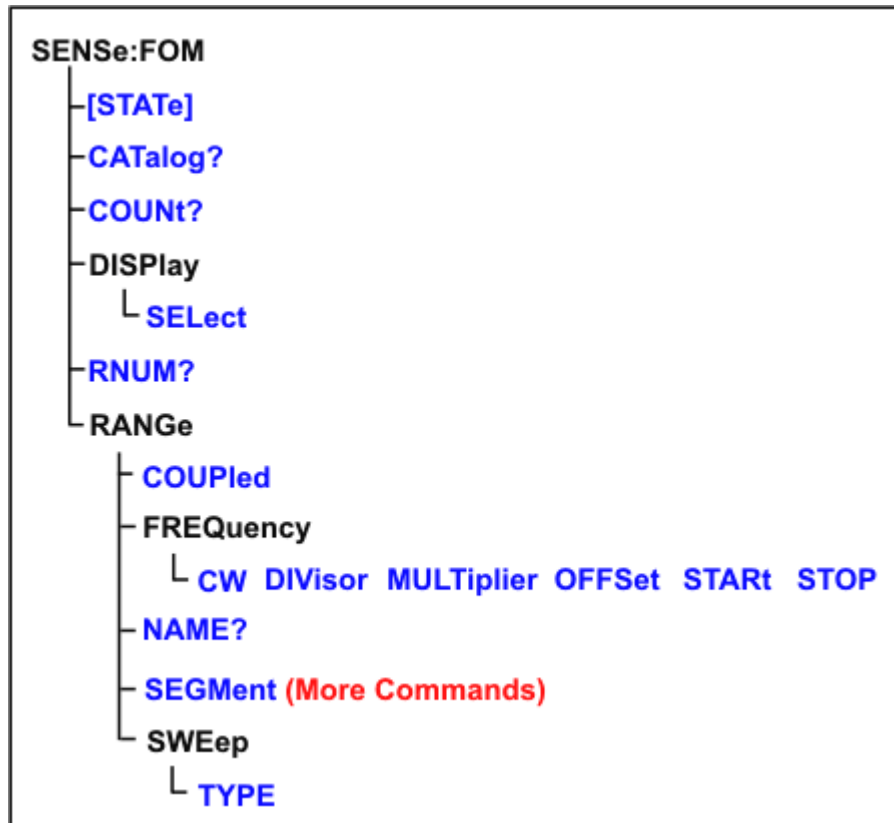 SENSe:FOM
[STATe]
CATalog?
COUNt?
DISPlay
SELect
RNUM?
RANGe
COUPled
FREQuency
CW DIVisor MULTiplier OFFSet STARt STOP
NAME?
SEGMent (More Commands)
SWEep
TYPE